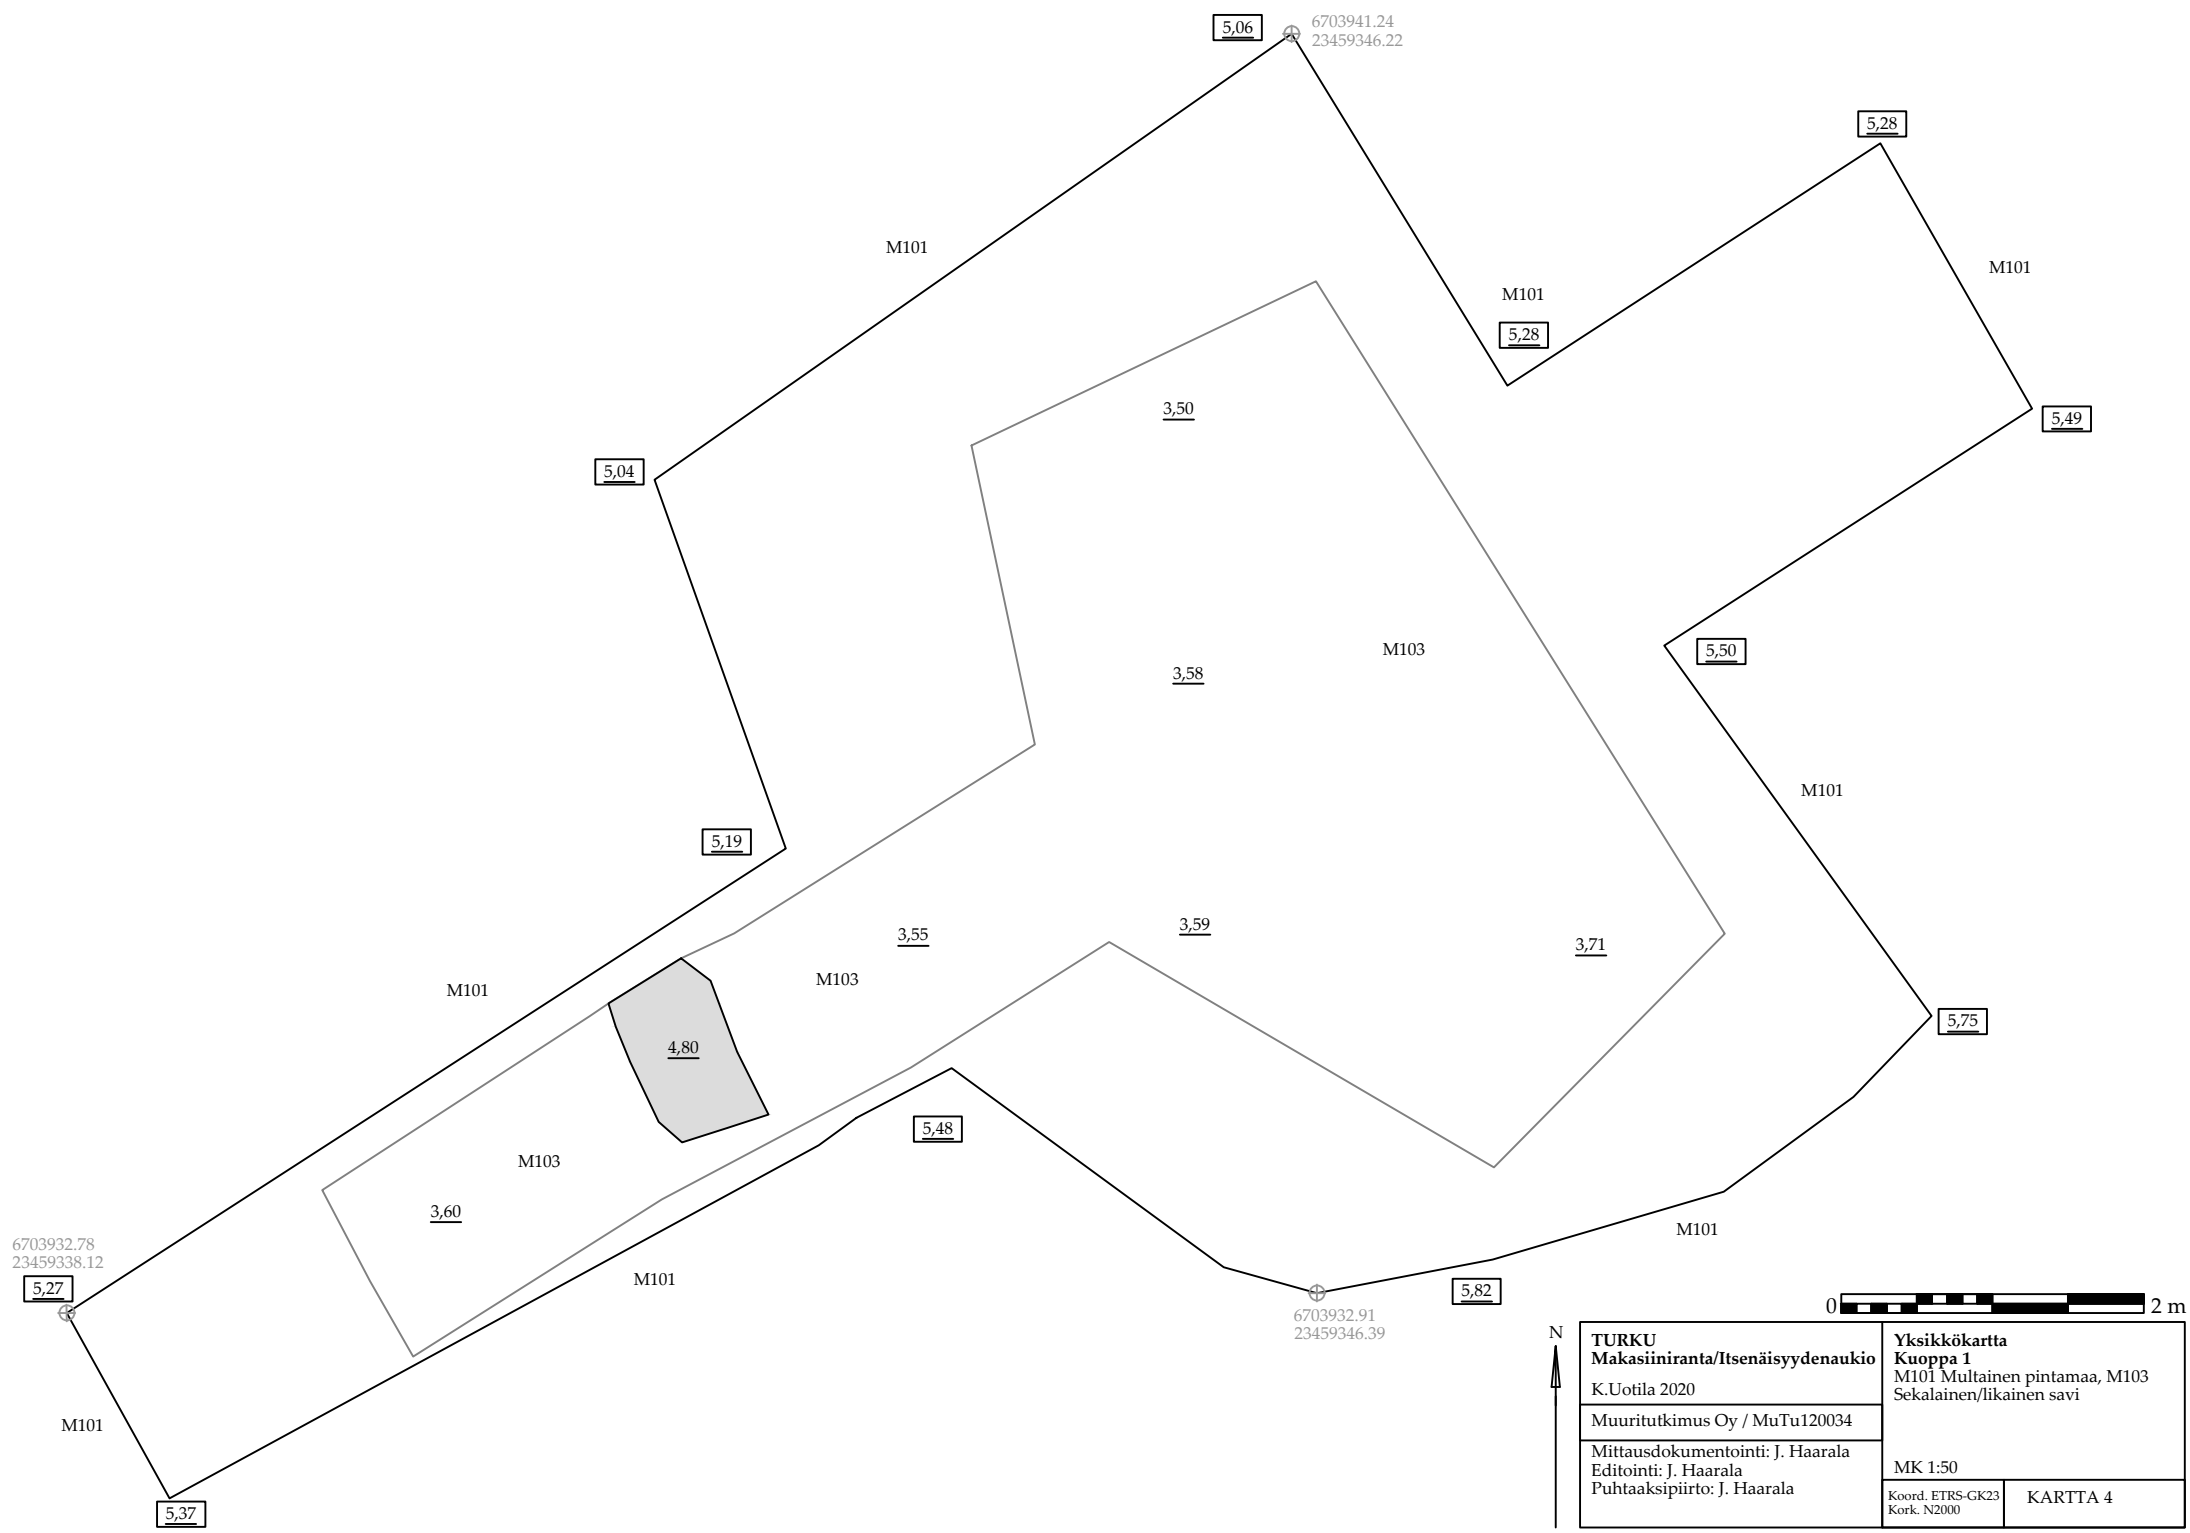 5,06
6703941.24
23459346.22
5,28
M101
M101
M101
5,28
3,50
5,49
5,04
M103
5,50
3,58
M101
5,19
3,59
3,55
3,71
M103
M101
5,75
4,80
5,48
M103
3,60
M101
6703932.78
23459338.12
5,27
M101
5,82
6703932.91
23459346.39
0
2 m
N
M101
5,37
TURKU
Makasiiniranta/Itsenäisyydenaukio
K.Uotila 2020
Muuritutkimus Oy / MuTu120034
Mittausdokumentointi: J. Haarala
Editointi: J. Haarala
Puhtaaksipiirto: J. Haarala
Yksikkökartta
Kuoppa 1
M101 Multainen pintamaa, M103
Sekalainen/likainen savi
MK 1:50
Koord. ETRS-GK23
Kork. N2000
KARTTA 4